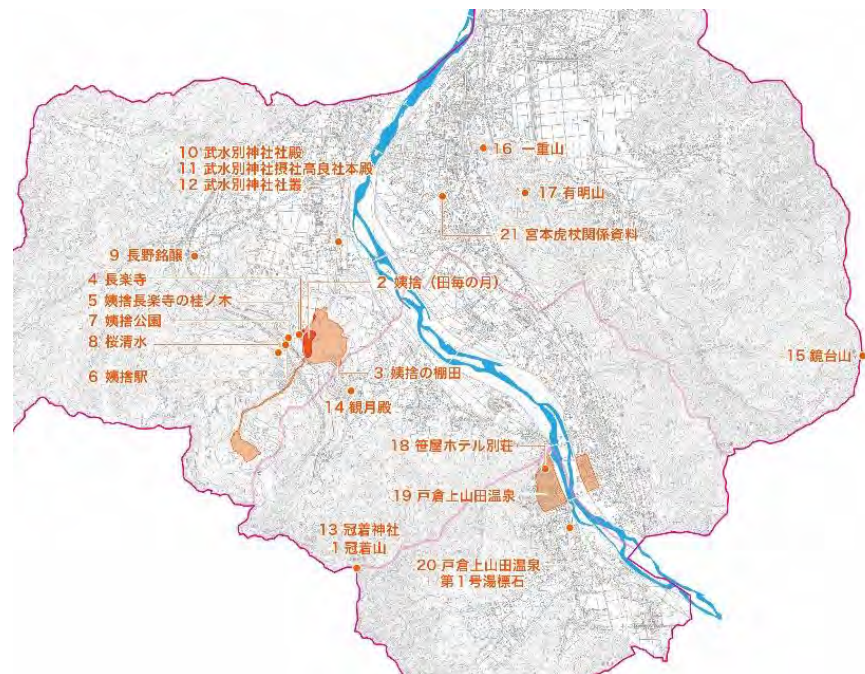 10 武水別神社社殿
11 武水別神社摂社高良社本殿
12 武水別神社社叢
16 一重山
17 有明山
21 宮本虎杖関係資料
9 長野銘醸
4 長楽寺
2 姨捨（田毎の月）
5 姨捨長楽寺の桂ノ木
7 姨捨公園
8 桜清水
6 姨捨駅
3 姨捨の棚田
15 鏡台山
14 観月殿
18 笹屋ホテル別荘
19 戸倉上山田温泉
13 冠着神社
1 冠着山
20 戸倉上山田温泉
第1号湯標石